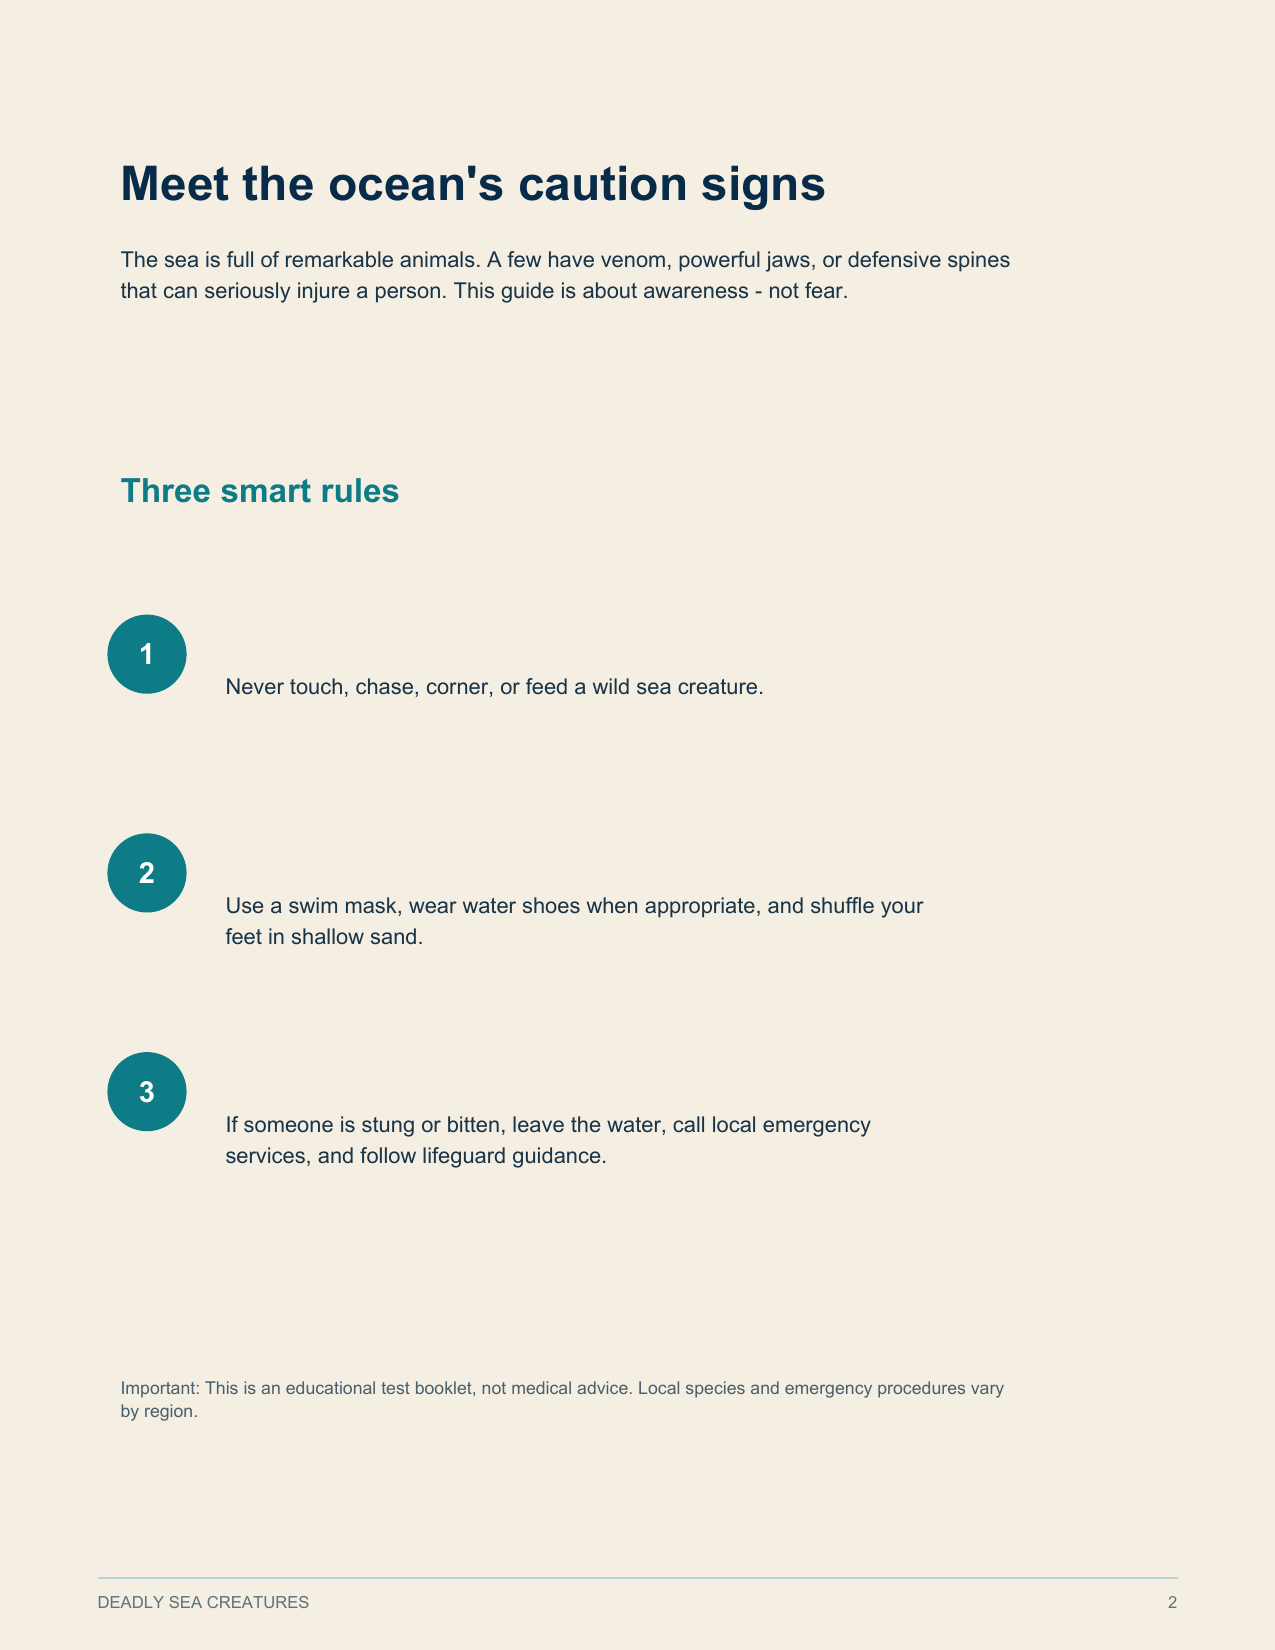 Meet the ocean's caution signs
The sea is full of remarkable animals. A few have venom, powerful jaws, or defensive spines
that can seriously injure a person. This guide is about awareness - not fear.
Three smart rules
1
Never touch, chase, corner, or feed a wild sea creature.
2
Use a swim mask, wear water shoes when appropriate, and shuffle your
feet in shallow sand.
3
If someone is stung or bitten, leave the water, call local emergency
services, and follow lifeguard guidance.
Important: This is an educational test booklet, not medical advice. Local species and emergency procedures vary
by region.
DEADLY SEA CREATURES
2